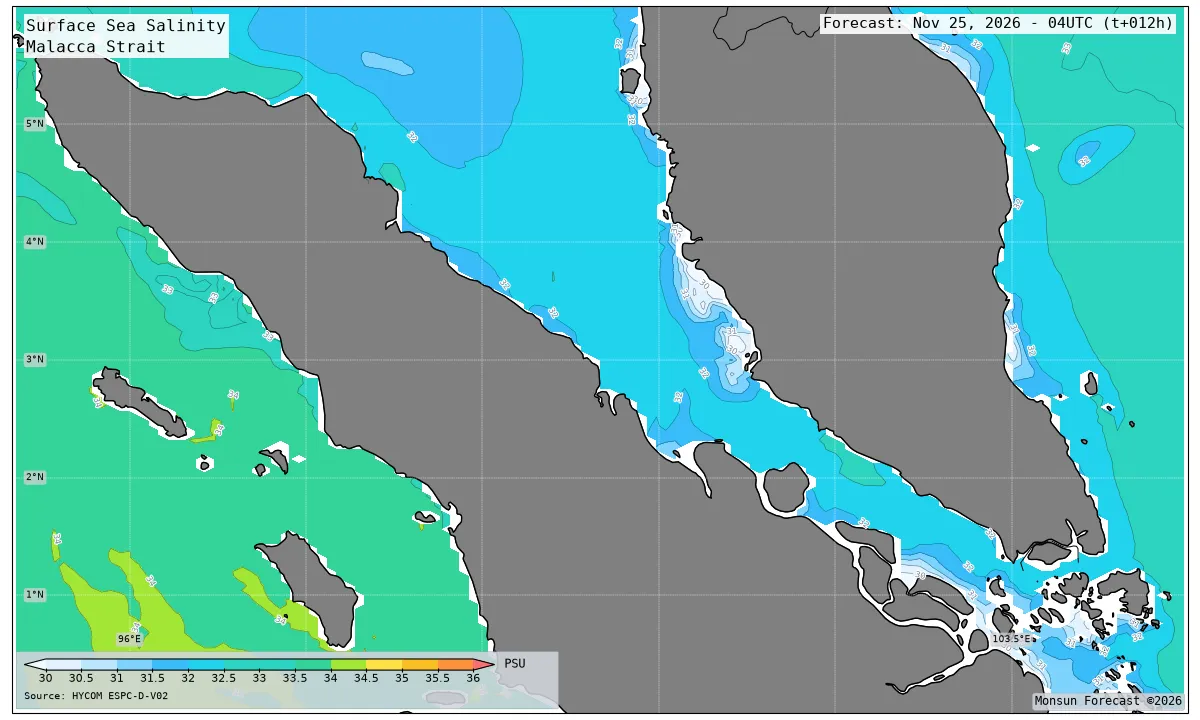 Surface Sea Salinity
Malacca Strait
Forecast: Nov 25, 2026 - 04UTC (t+012h)
5°N
4°N
3°N
2°N
1°N
96°E
103.5°E
PSU
30 30.5 31 31.5 32 32.5 33 33.5 34 34.5 35 35.5 36
Source: HYCOM ESPC-D-V02
Monsun Forecast ©2026